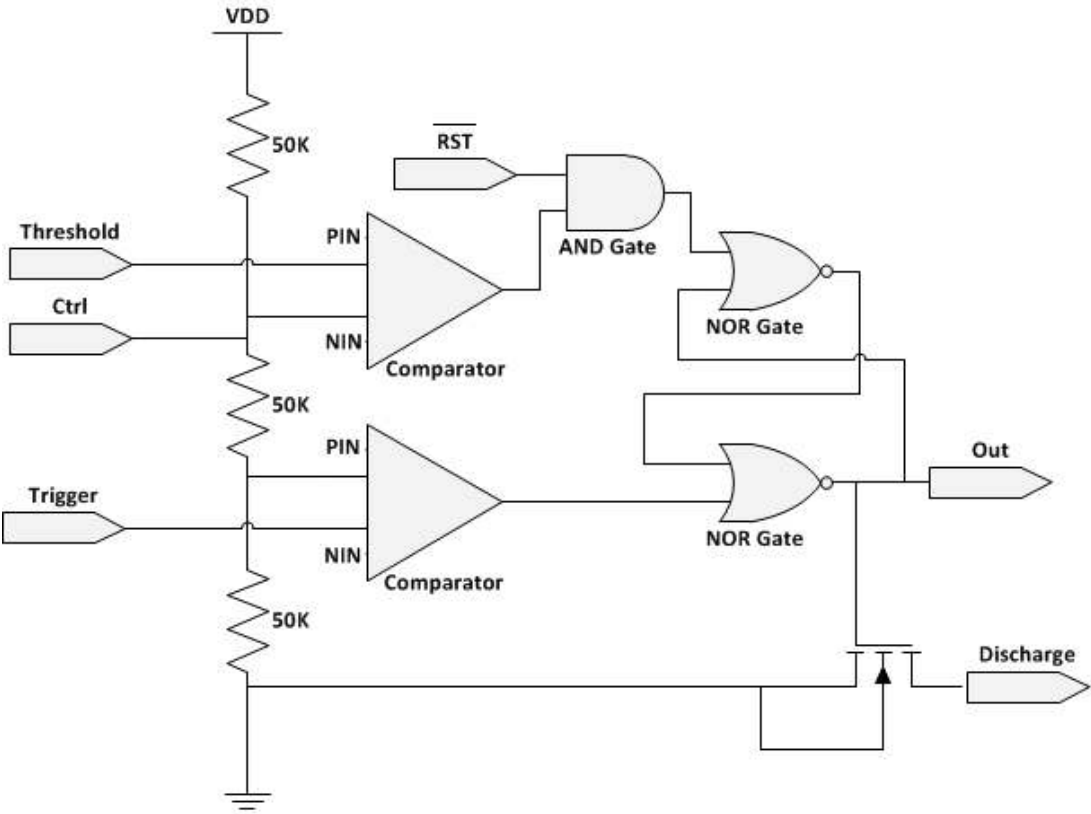 VDD
50K
RST
Threshold
PIN
AND Gate
Ctrl
NIN
NOR Gate
Comparator
50K
PIN
Out
Trigger
NIN
NOR Gate
Comparator
50K
Discharge